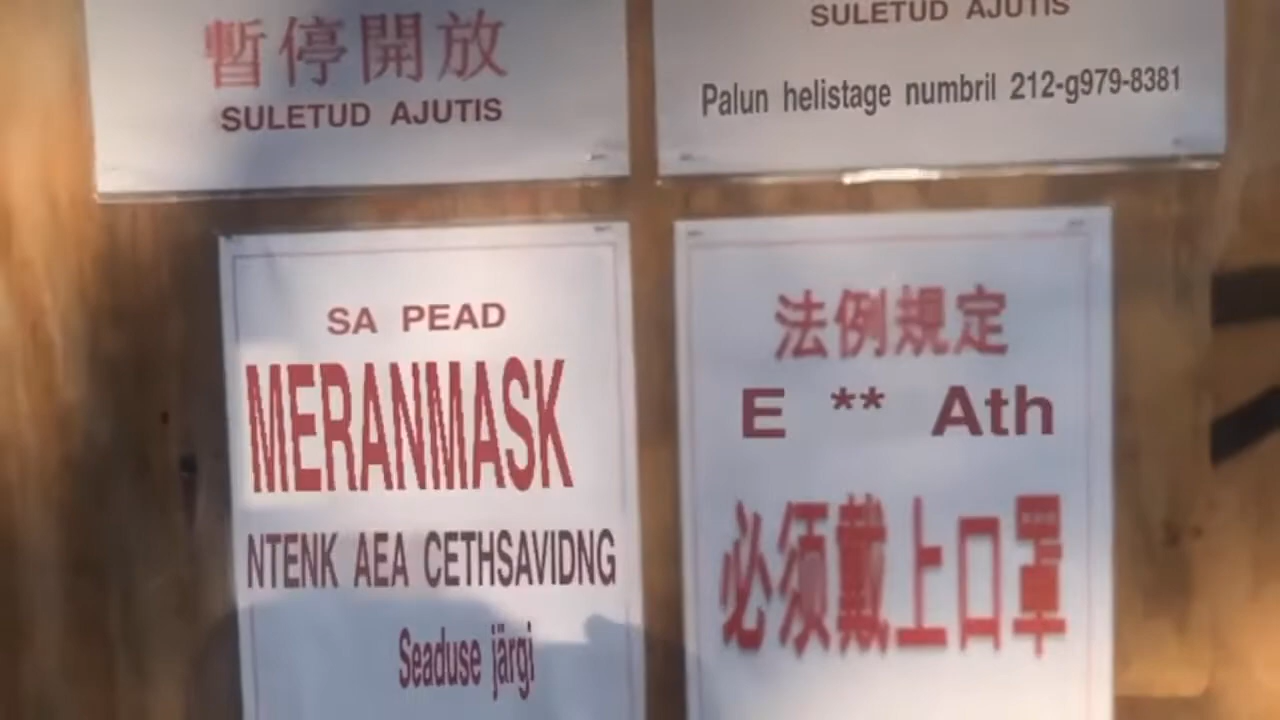 暫停開放
SULETUD AJUTIS
SULETUD AJUTIS
Palun helistage numbril 212-g979-8381
SA PEAD
MERANMASK
NTENK AEA CETHSAVIDNG
Seaduse järgi
法例規定
E ** Ath
必须戴上口罩